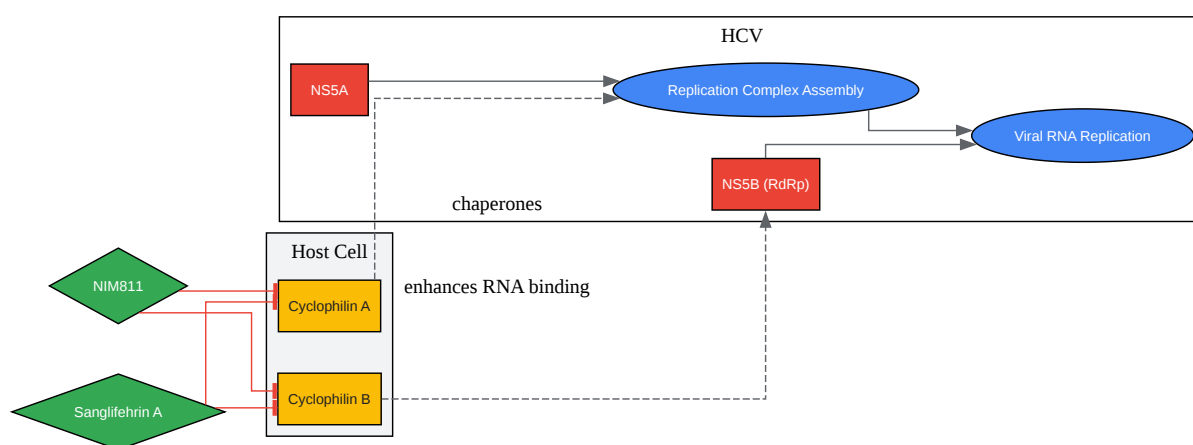 HCV
NS5A
Replication Complex Assembly
Viral RNA Replication
NS5B (RdRp)
chaperones
Host Cell
NIM811
enhances RNA binding
Cyclophilin A
Cyclophilin B
Sanglifehrin A